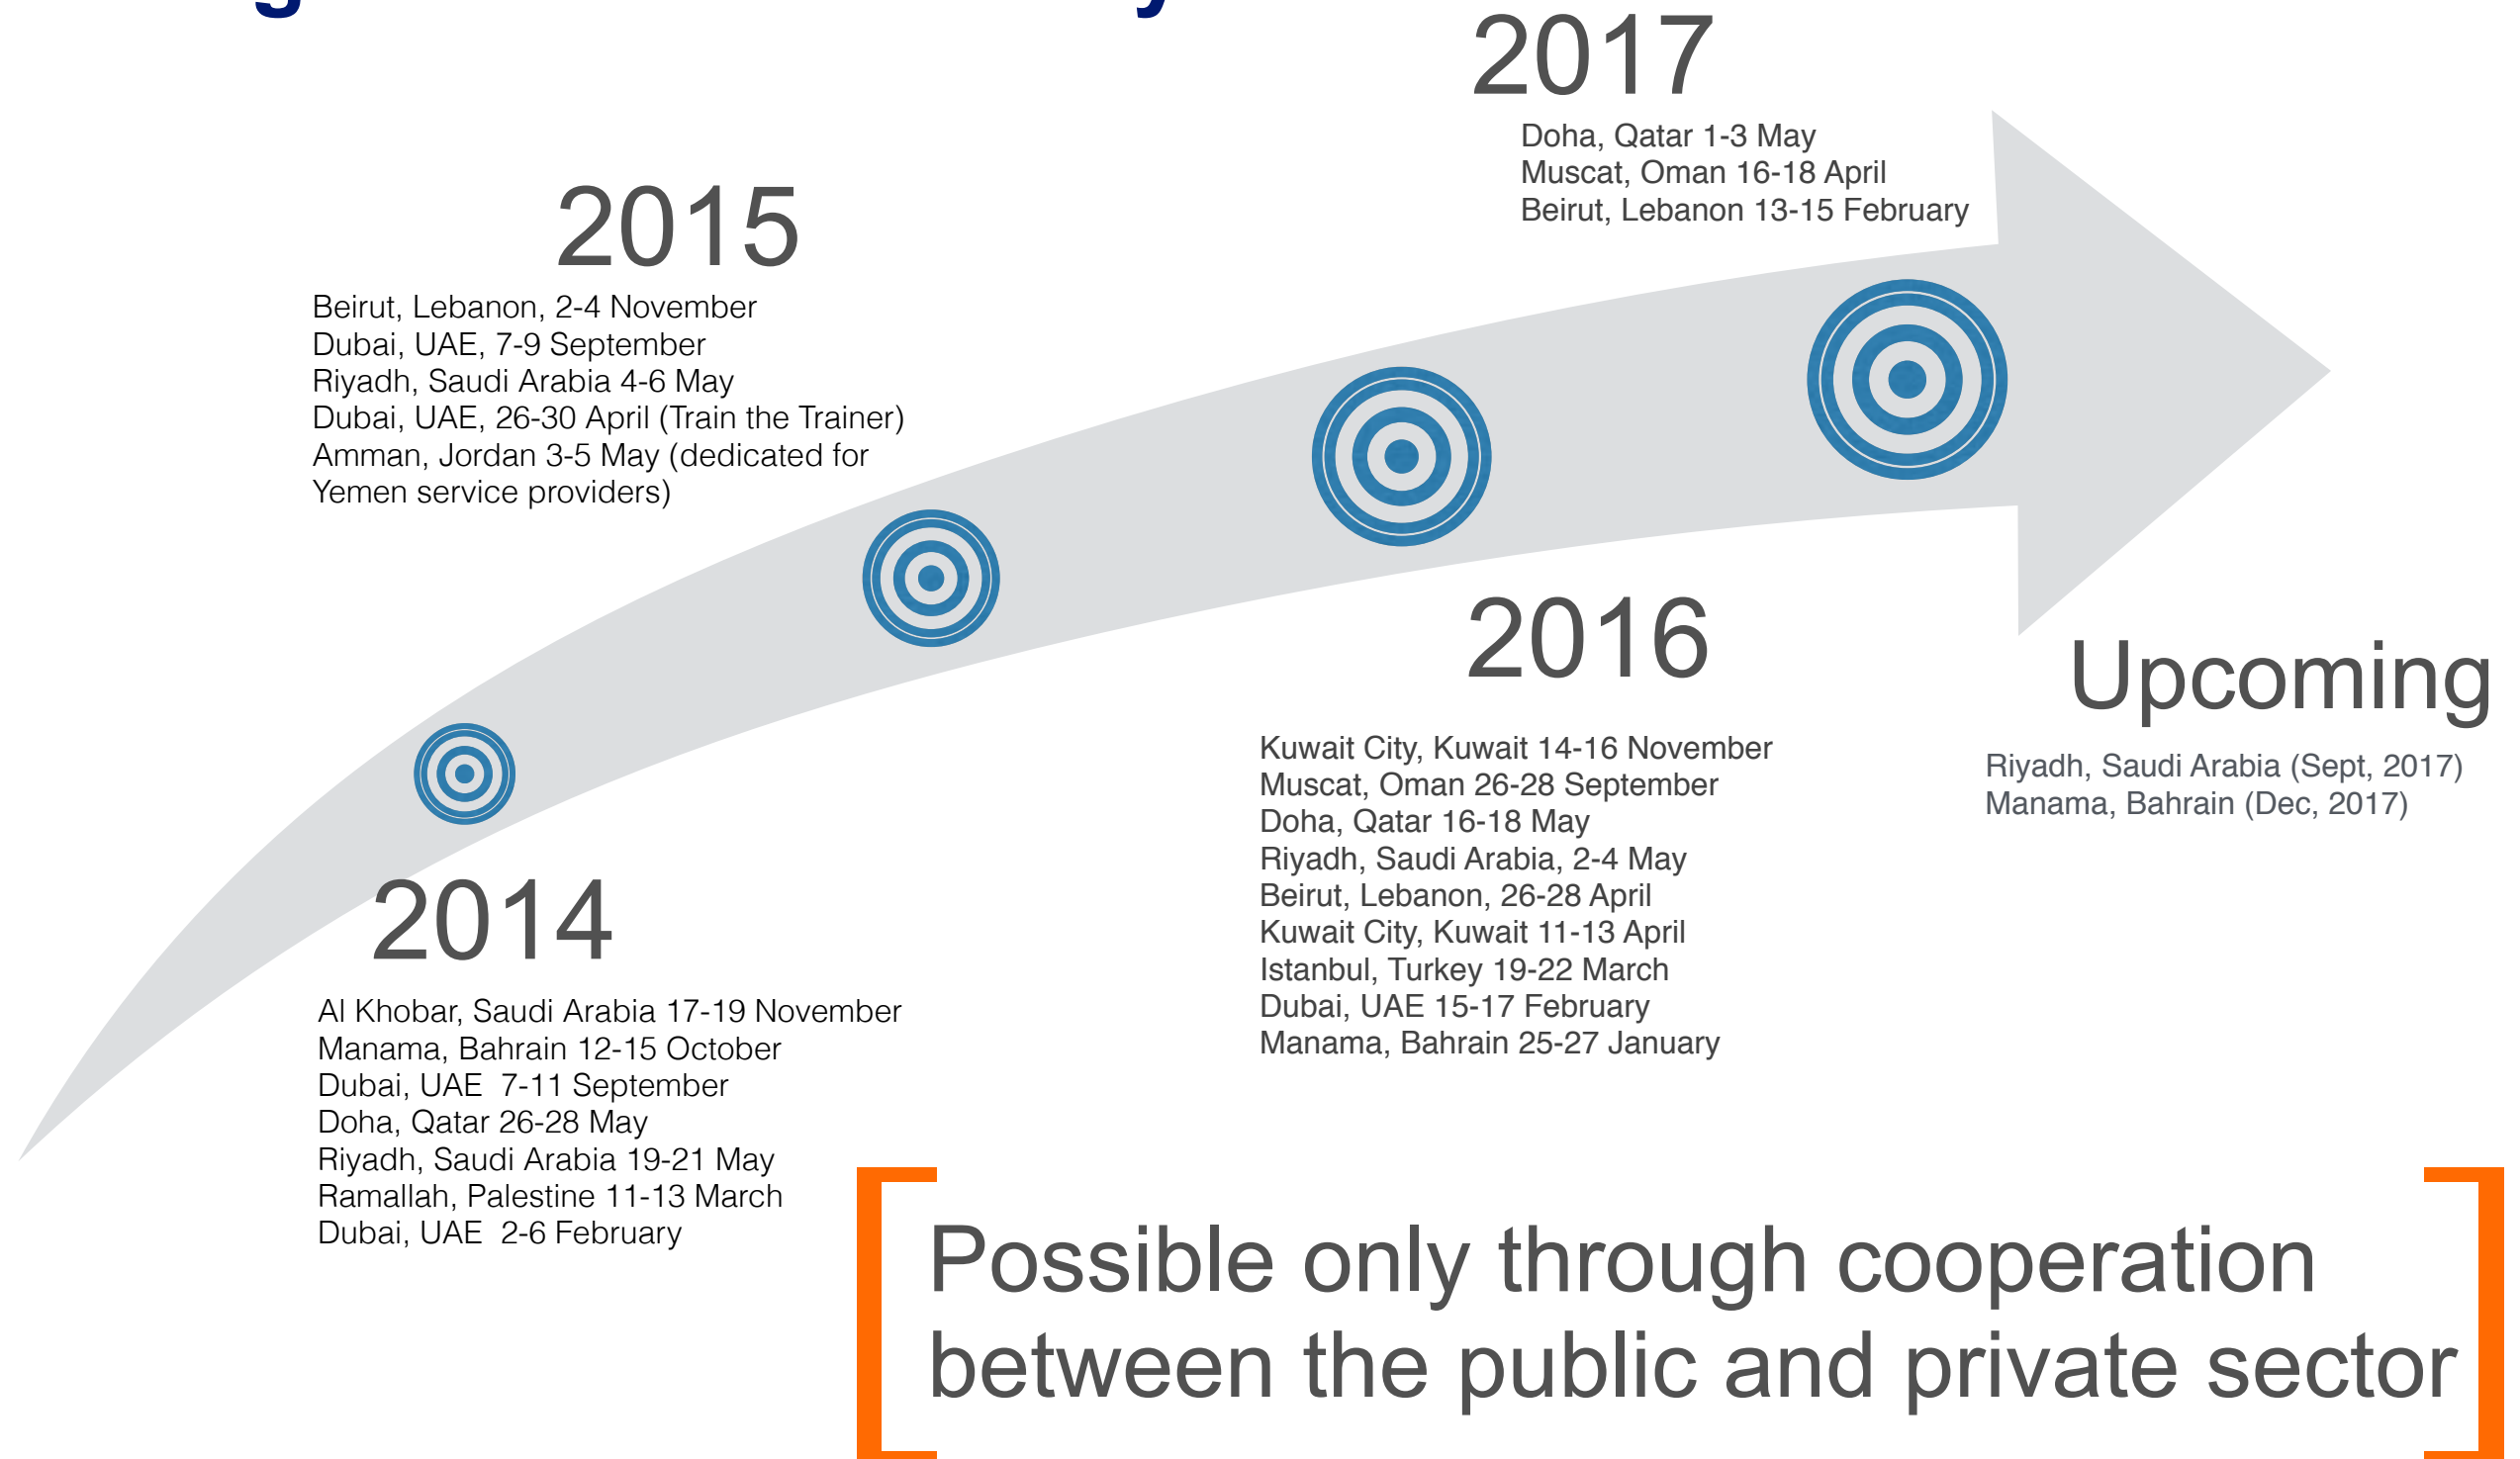 2017
Doha, Qatar 1-3 May
Muscat, Oman 16-18 April
Beirut, Lebanon 13-15 February
2015
Beirut, Lebanon, 2-4 November
Dubai, UAE, 7-9 September
Riyadh, Saudi Arabia 4-6 May
Dubai, UAE, 26-30 April (Train the Trainer)
Amman, Jordan 3-5 May (dedicated for
Yemen service providers)
2016
Kuwait City, Kuwait 14-16 November
Muscat, Oman 26-28 September
Doha, Qatar 16-18 May
Riyadh, Saudi Arabia, 2-4 May
Beirut, Lebanon, 26-28 April
Kuwait City, Kuwait 11-13 April
Istanbul, Turkey 19-22 March
Dubai, UAE 15-17 February
Manama, Bahrain 25-27 January
Upcoming
Riyadh, Saudi Arabia (Sept, 2017)
Manama, Bahrain (Dec, 2017)
2014
Al Khobar, Saudi Arabia 17-19 November
Manama, Bahrain 12-15 October
Dubai, UAE  7-11 September
Doha, Qatar 26-28 May
Riyadh, Saudi Arabia 19-21 May
Ramallah, Palestine 11-13 March
Dubai, UAE  2-6 February
Possible only through cooperation
between the public and private sector